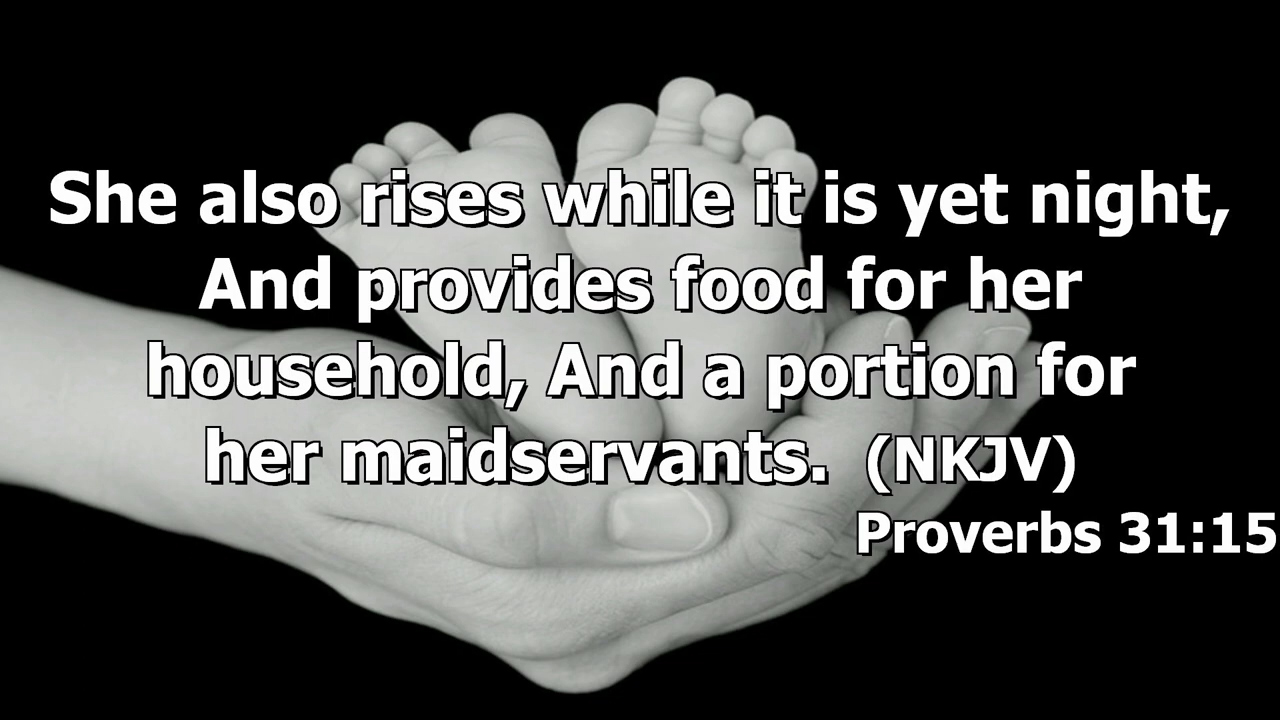 She also rises while it is yet night,
And provides food for her
household, And a portion for
her maidservants. (NKJV)
Proverbs 31:15